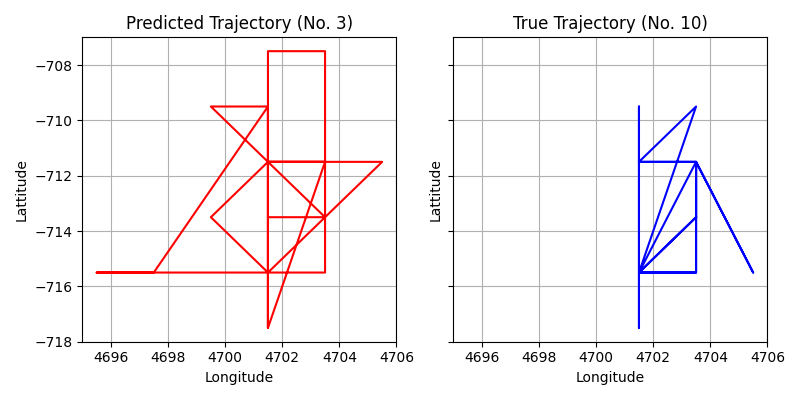 Predicted Trajectory (No. 3)
True Trajectory (No. 10)
−708
−710
−712
−714
−716
−718
Lattitude
Lattitude
4696 4698 4700 4702 4704 4706
4696 4698 4700 4702 4704 4706
Longitude
Longitude